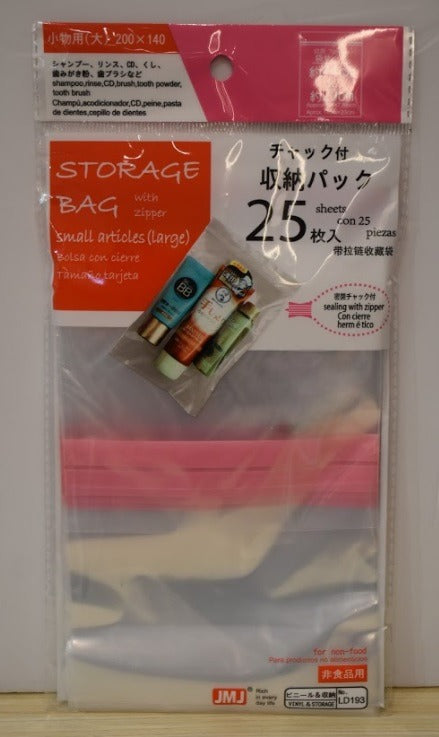 小物用(大) 200×140
シャンプー、リンス、CD、くし、
歯みがき粉、歯ブラシなど
shampoo,rinse,CD,brush,tooth powder,
tooth brush
Champú,acodicionador,CD,peine,pasta
de dientes,cepillo de dientes
STORAGE
BAG with
zipper
small articles(large)
Bolsa con cierre
Tamaño tarjeta
チャック付
収納パック
25 sheets
con 25
枚入 piezas
带拉链收藏袋
BB
密閉チャック付
sealing with zipper
Con cierre
herm é tico
for non-food
Para productos no alimenticios
非食品用
JMJ Rich
in every
day life
ビニール&収納
VINYL & STORAGE
No.
LD193